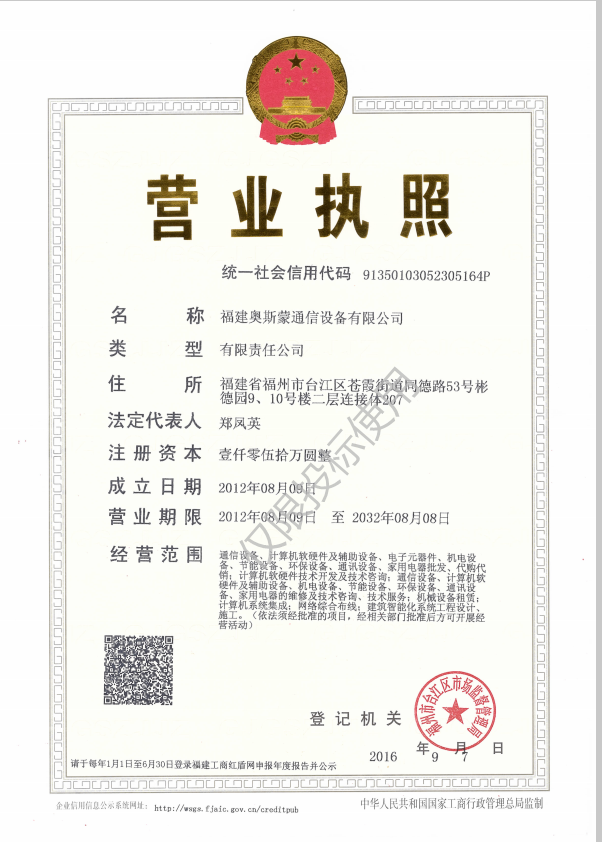 营业执照
统一社会信用代码 91350103052305164P
名称 福建奥斯蒙通信设备有限公司
类型 有限责任公司
住所 福建省福州市台江区苍霞街道同德路53号彬
德园9、10号楼二层连接体207
法定代表人 郑凤英
注册资本 壹仟零伍拾万圆整
成立日期 2012年08月09日
营业期限 2012年08月09日 至 2032年08月08日
经营范围 通信设备、计算机软硬件及辅助设备、电子元器件、机电设
备、节能设备、环保设备、通讯设备、家用电器批发、代购代
销；计算机软硬件技术开发及技术咨询；通信设备、计算机软
硬件及辅助设备、机电设备、节能设备、环保设备、通讯设
备、家用电器的维修及技术咨询、技术服务；机械设备租赁；
计算机系统集成；网络综合布线；建筑智能化系统工程设计、
施工。（依法须经批准的项目，经相关部门批准后方可开展经
营活动）
仅限投标使用
登记机关
福州市台江区市场监督管理局
2016 年 9 月 7 日
请于每年1月1日至6月30日登录福建工商红盾网申报年度报告并公示
企业信用信息公示系统网址： http://wsgs.fjaic.gov.cn/creditpub
中华人民共和国国家工商行政管理总局监制